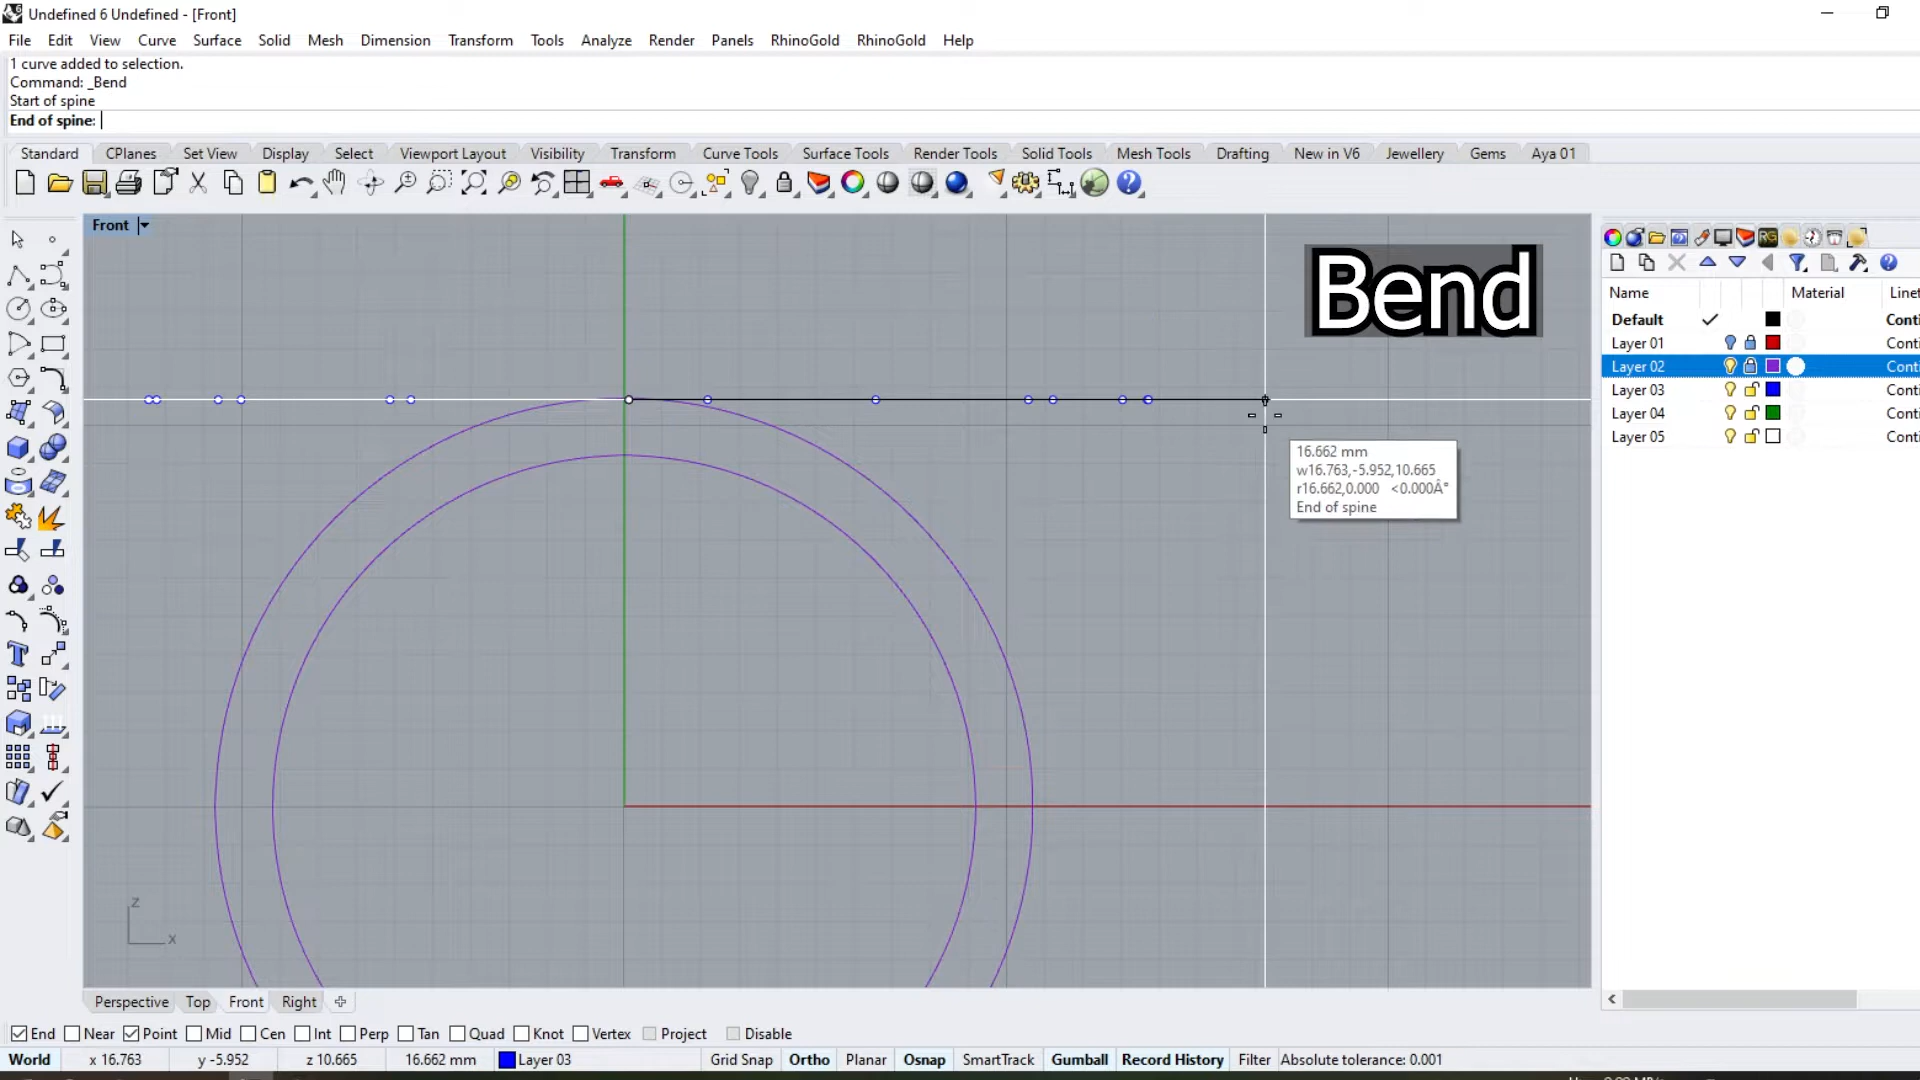 Undefined 6 Undefined - [Front]
File Edit View Curve Surface Solid Mesh Dimension Transform Tools Analyze Render Panels RhinoGold RhinoGold Help
1 curve added to selection.
Command: _Bend
Start of spine
End of spine:
Standard CPlanes Set View Display Select Viewport Layout Visibility Transform Curve Tools Surface Tools Render Tools Solid Tools Mesh Tools Drafting New in V6 Jewellery Gems Aya 01
Front
Bend
RG
Name Material Linet
Default Conti
Layer 01 Conti
Layer 02 Conti
Layer 03 Conti
Layer 04 Conti
Layer 05 Conti
16.662 mm
w16.763,-5.952,10.665
r16.662,0.000 <0.000Â°
End of spine
z
x
Perspective Top Front Right
End Near Point Mid Cen Int Perp Tan Quad Knot Vertex Project Disable
World x 16.763 y -5.952 z 10.665 16.662 mm Layer 03 Grid Snap Ortho Planar Osnap SmartTrack Gumball Record History Filter Absolute tolerance: 0.001